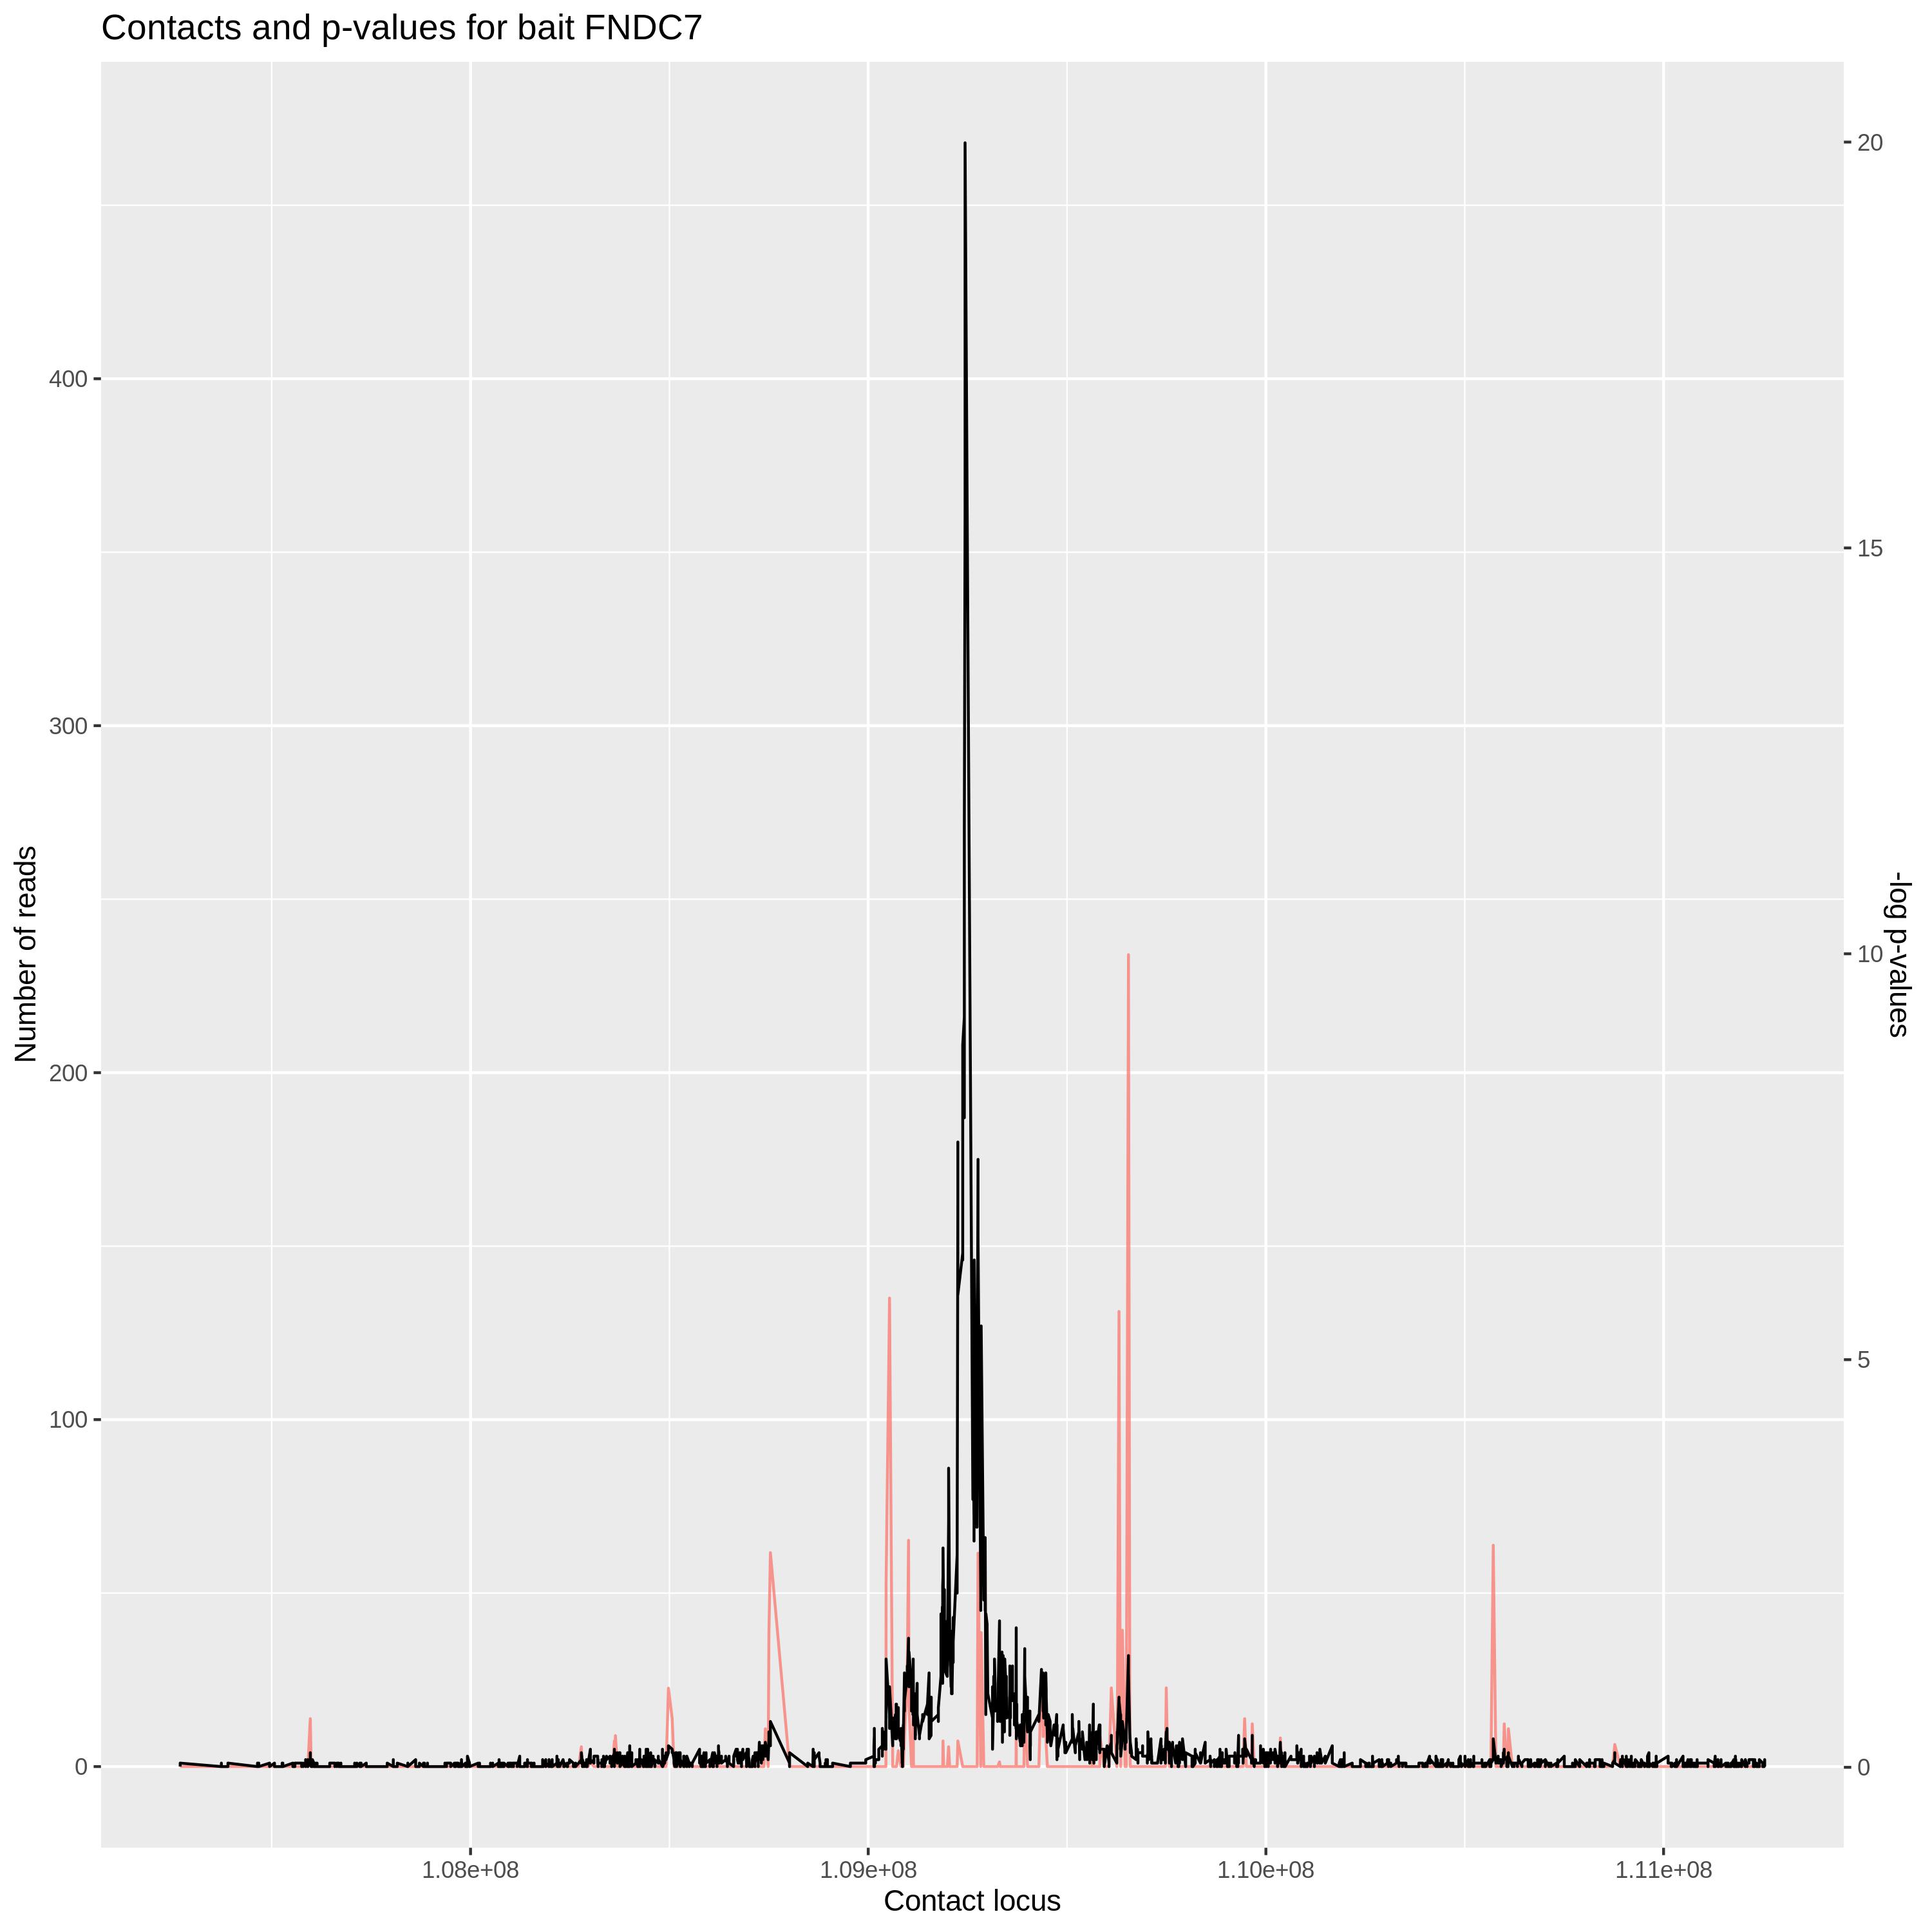 Contacts and p-values for bait FNDC7
Number of reads
400
300
200
100
0
20
15
10
5
0
-log p-values
1.08e+08 1.09e+08 1.10e+08 1.11e+08
Contact locus